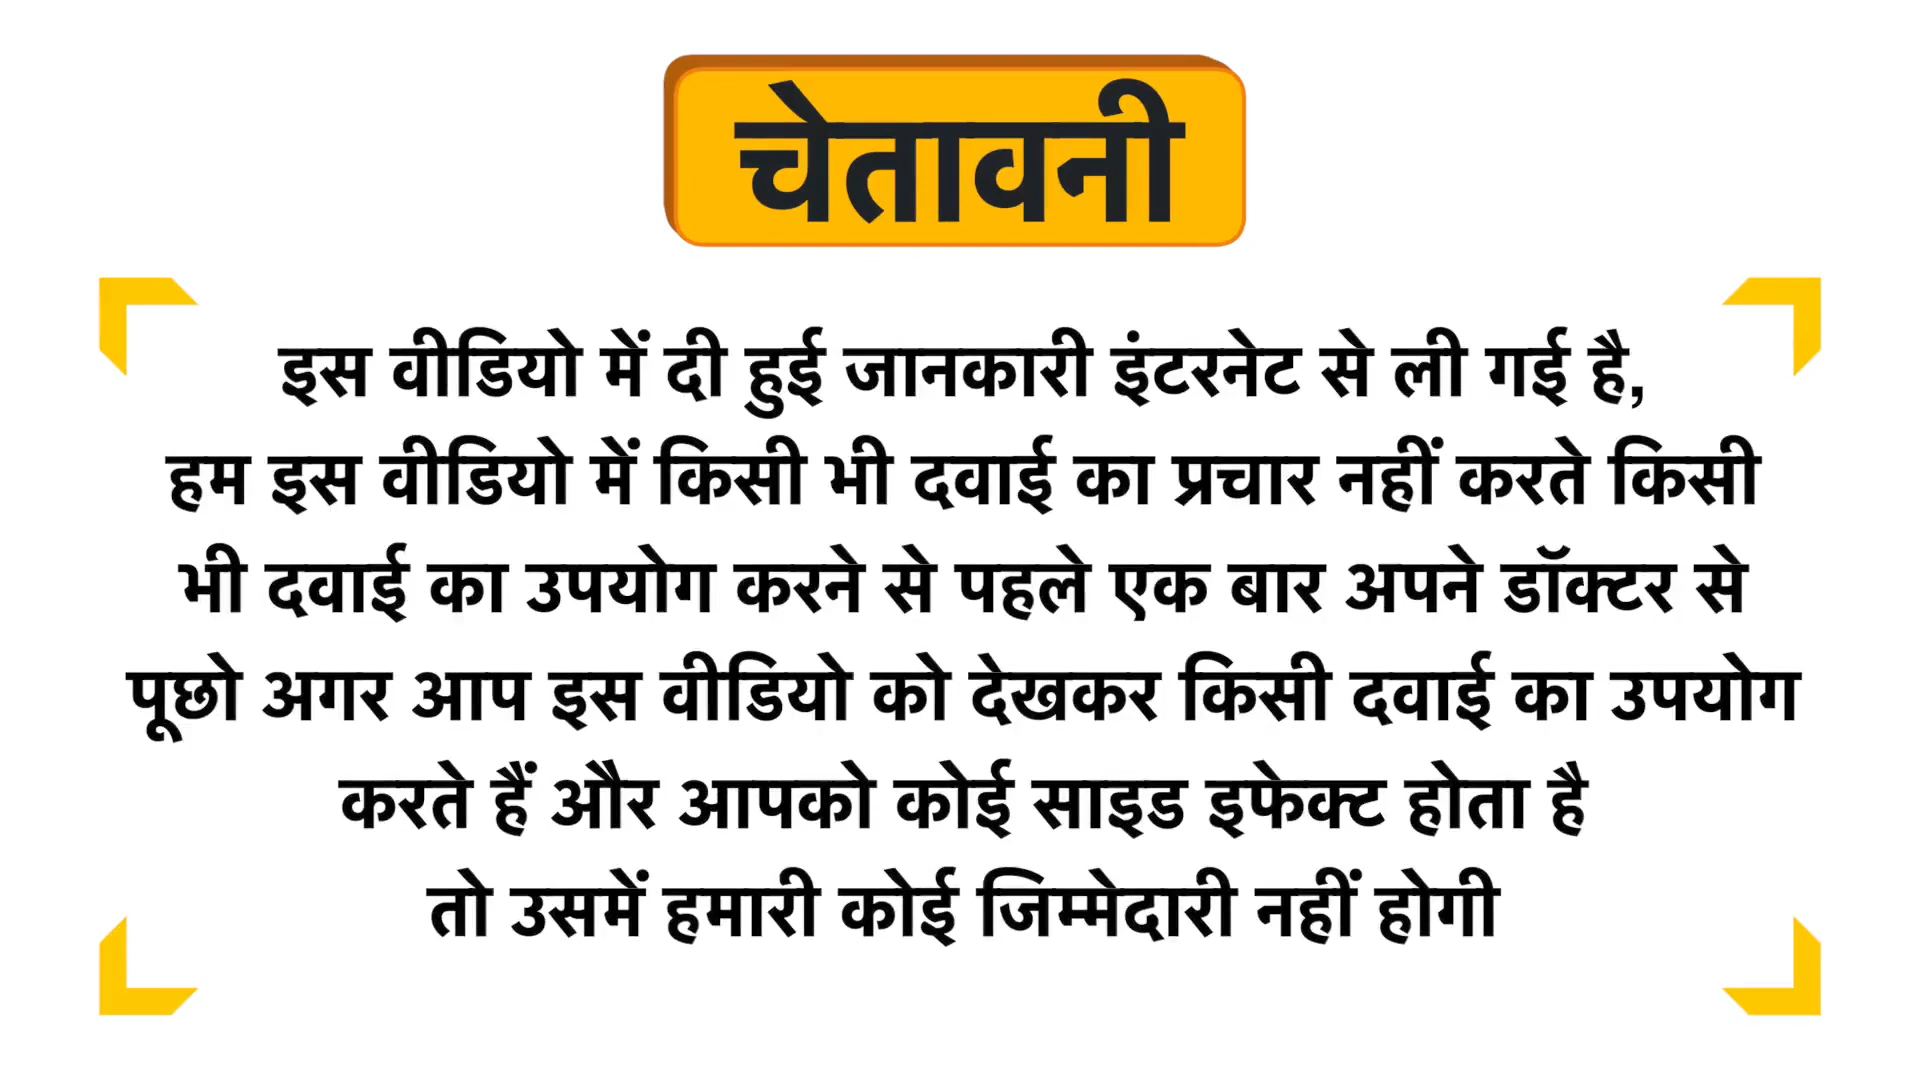 चेतावनी
इस वीडियो में दी हुई जानकारी इंटरनेट से ली गई है,
हम इस वीडियो में किसी भी दवाई का प्रचार नहीं करते किसी
भी दवाई का उपयोग करने से पहले एक बार अपने डॉक्टर से
पूछो अगर आप इस वीडियो को देखकर किसी दवाई का उपयोग
करते हैं और आपको कोई साइड इफेक्ट होता है
तो उसमें हमारी कोई जिम्मेदारी नहीं होगी